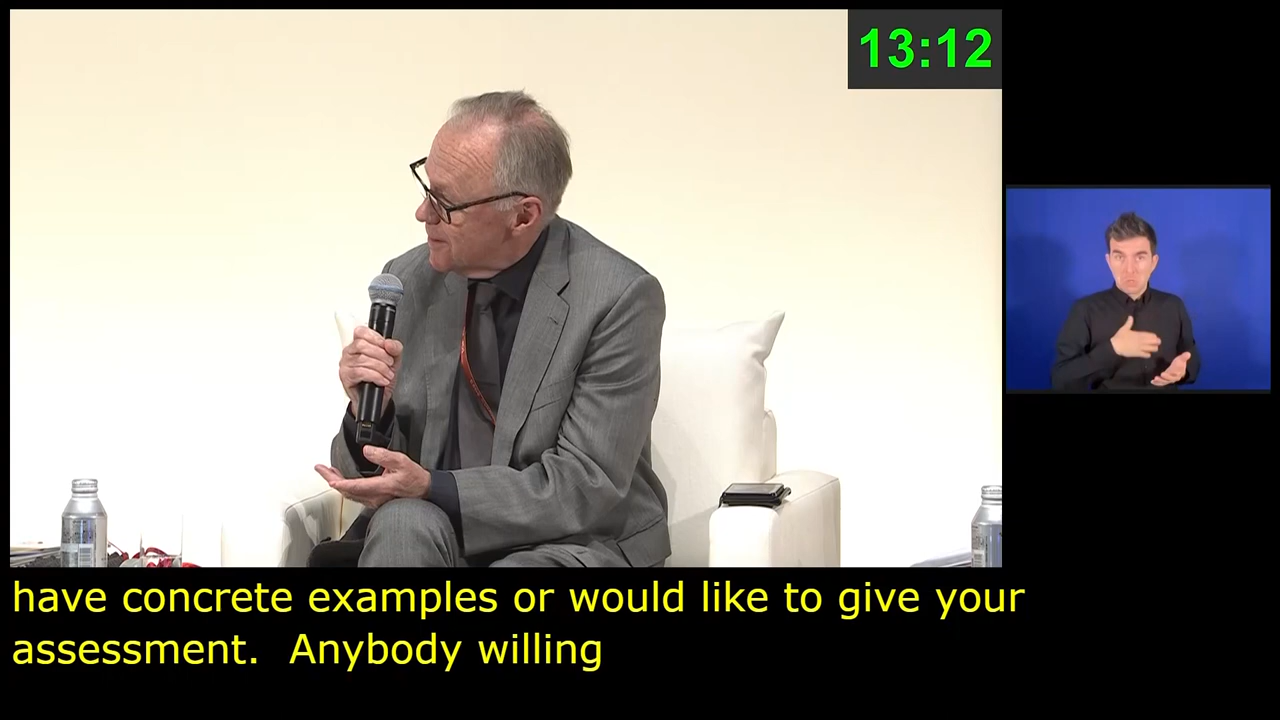 13:12
have concrete examples or would like to give your
assessment.  Anybody willing